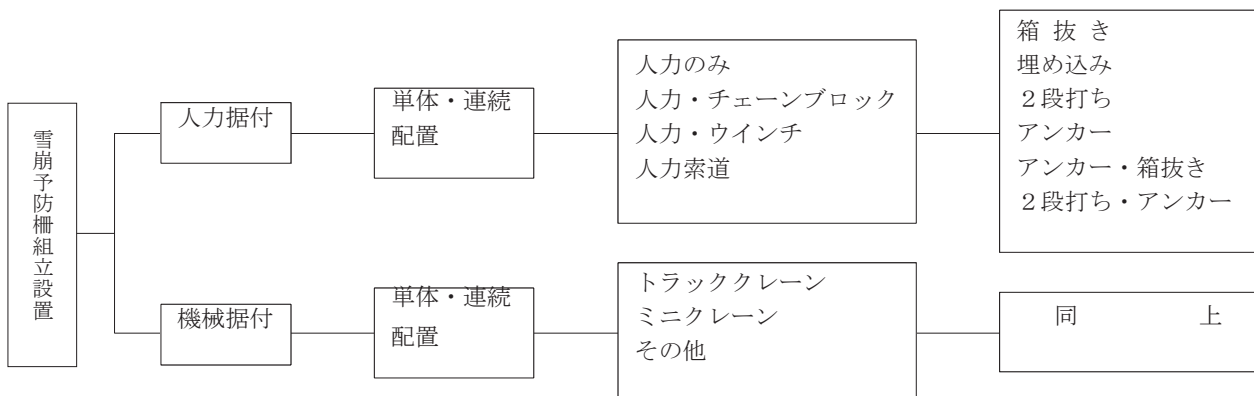 雪崩予防柵組立設置
人力据付
単体・連続
配置
人力のみ
人力・チェーンブロック
人力・ウインチ
人力索道
箱 抜 き
埋め込み
２段打ち
アンカー
アンカー・箱抜き
２段打ち・アンカー
機械据付
単体・連続
配置
トラッククレーン
ミニクレーン
その他
同 上